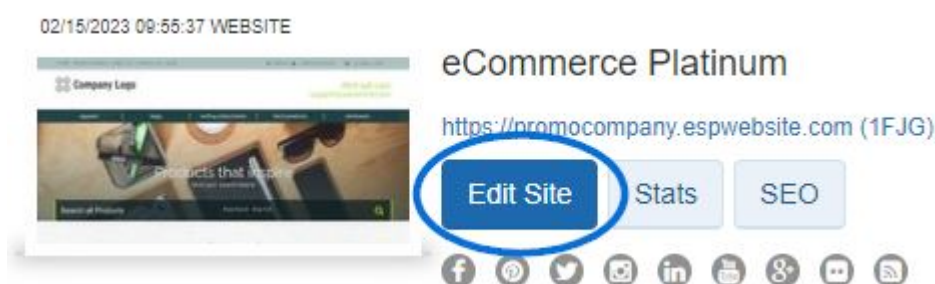 02/15/2023 09:55:37 WEBSITE
Company Logo
Products that inspire
Search all Products
eCommerce Platinum
https://promocompany.espwebsite.com (1FJG)
Edit Site
Stats
SEO